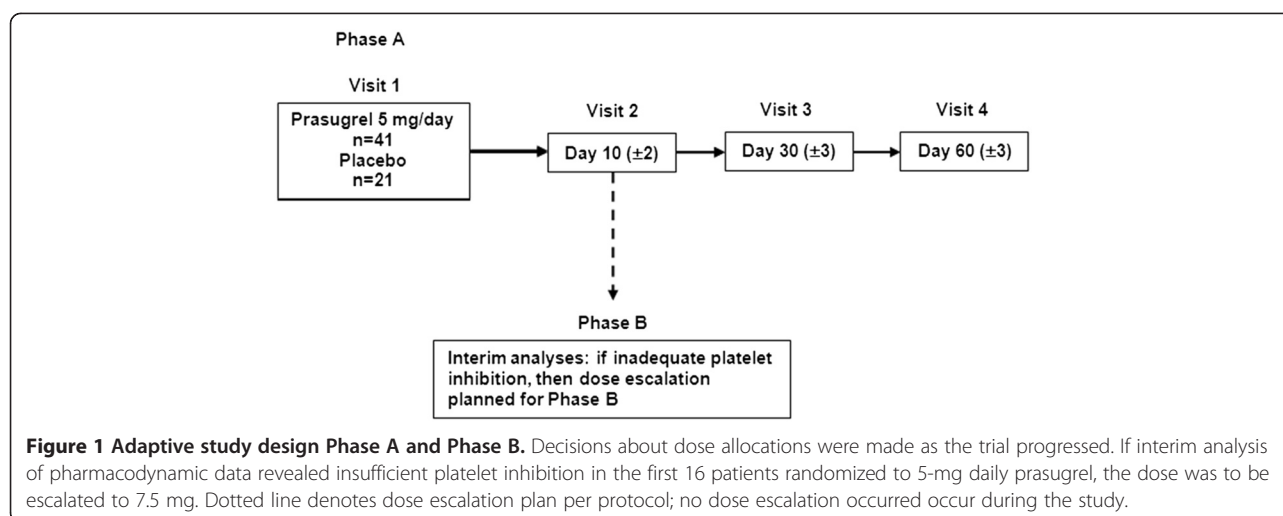 Phase A
Visit 1
Prasugrel 5 mg/day
n=41
Placebo
n=21
Visit 2
Day 10 (±2)
Visit 3
Day 30 (±3)
Visit 4
Day 60 (±3)
Phase B
Interim analyses: if inadequate platelet
inhibition, then dose escalation
planned for Phase B
Figure 1 Adaptive study design Phase A and Phase B. Decisions about dose allocations were made as the trial progressed. If interim analysis
of pharmacodynamic data revealed insufficient platelet inhibition in the first 16 patients randomized to 5-mg daily prasugrel, the dose was to be
escalated to 7.5 mg. Dotted line denotes dose escalation plan per protocol; no dose escalation occurred occur during the study.